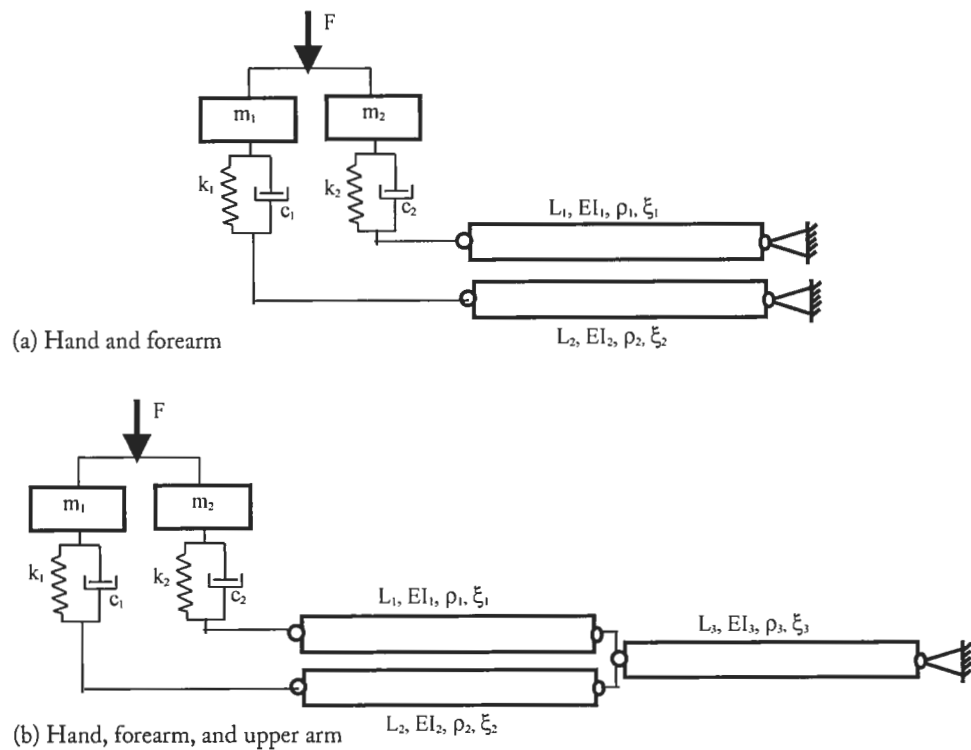 F
m₁
m₂
k₁
c₁
k₂
c₂
L₁, EI₁, ρ₁, ξ₁
L₂, EI₂, ρ₂, ξ₂
(a) Hand and forearm
F
m₁
m₂
k₁
c₁
k₂
c₂
L₁, EI₁, ρ₁, ξ₁
L₃, EI₃, ρ₃, ξ₃
L₂, EI₂, ρ₂, ξ₂
(b) Hand, forearm, and upper arm